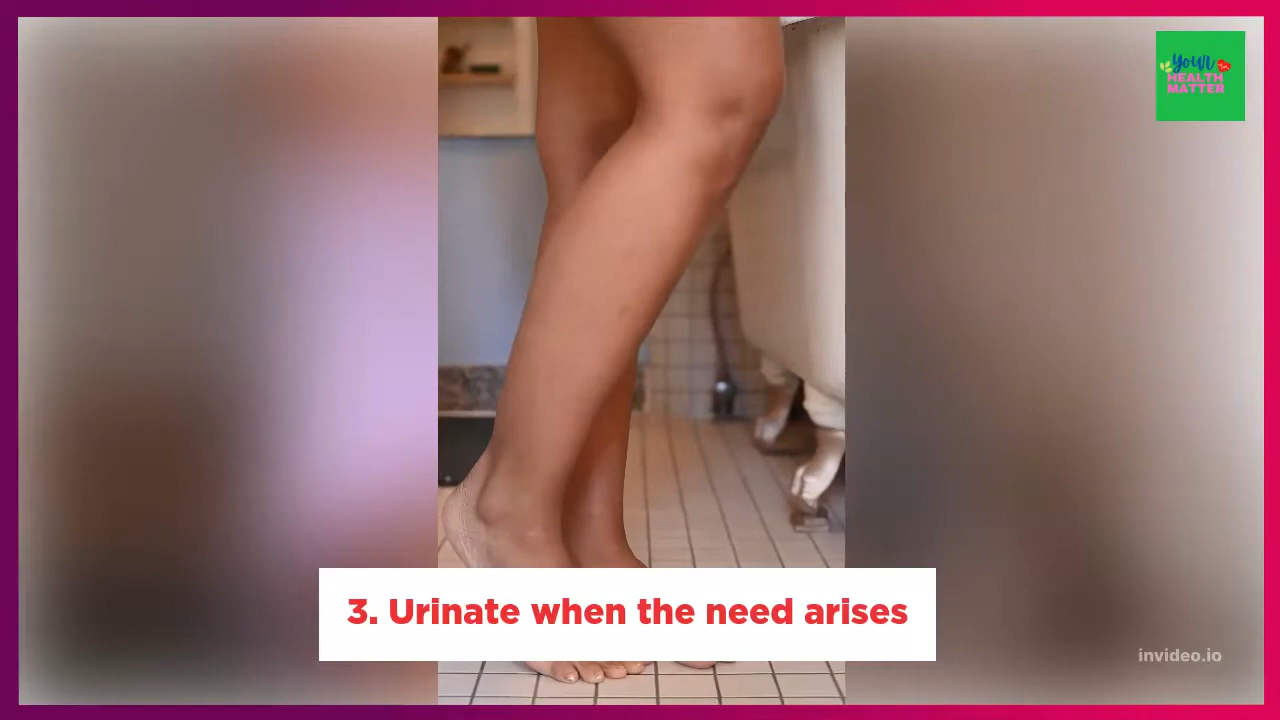 your
HEALTH
MATTER
3. Urinate when the need arises
invideo.io